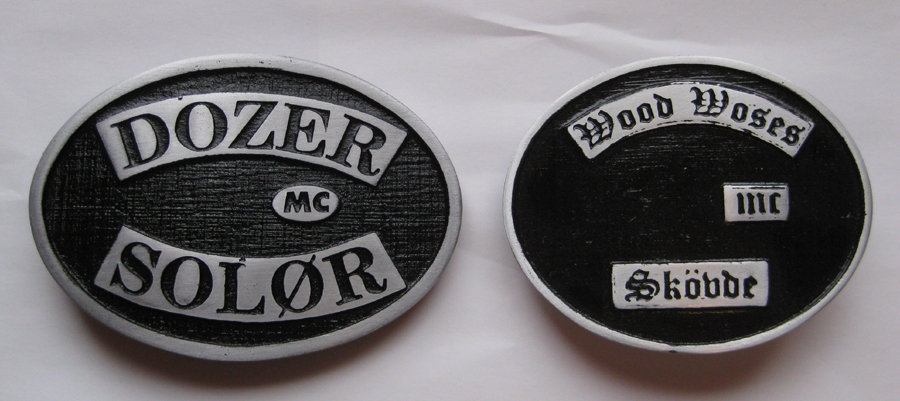 DOZER
MC
SOLØR
Wood Woses
mc
Skövde